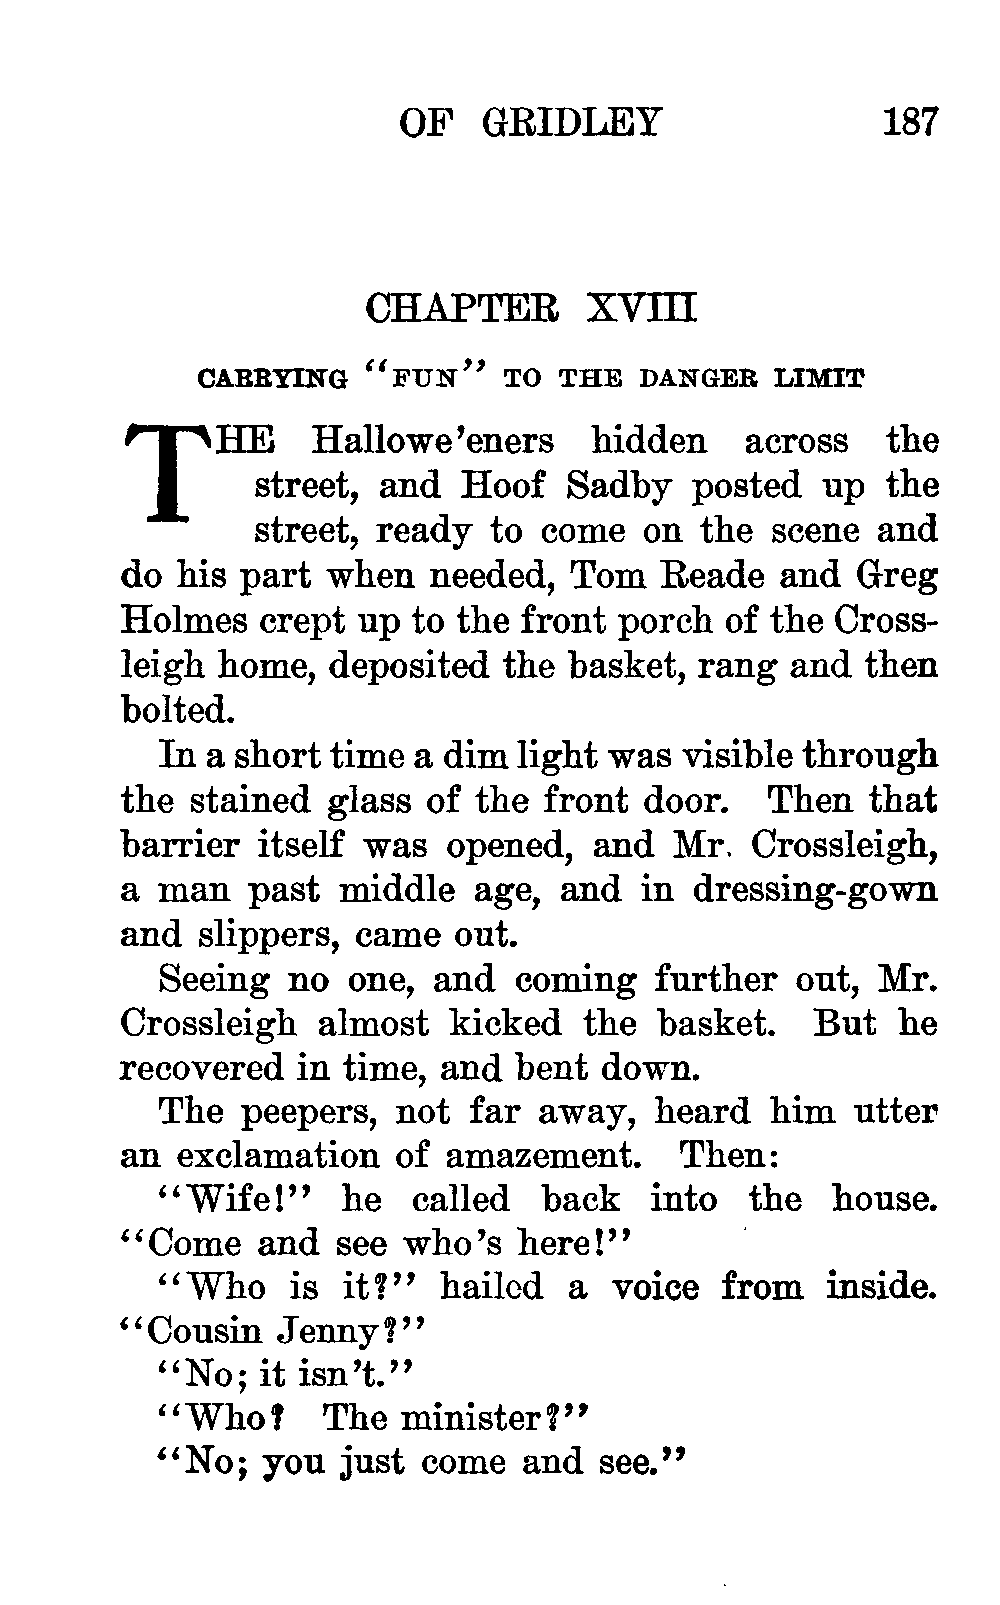 OF GRIDLEY 187
CHAPTER XVIII
CARRYING “FUN” TO THE DANGER LIMIT
THE Hallowe’eners hidden across the
street, and Hoof Sadby posted up the
street, ready to come on the scene and
do his part when needed, Tom Reade and Greg
Holmes crept up to the front porch of the Cross-
leigh home, deposited the basket, rang and then
bolted.
In a short time a dim light was visible through
the stained glass of the front door. Then that
barrier itself was opened, and Mr. Crossleigh,
a man past middle age, and in dressing-gown
and slippers, came out.
Seeing no one, and coming further out, Mr.
Crossleigh almost kicked the basket. But he
recovered in time, and bent down.
The peepers, not far away, heard him utter
an exclamation of amazement. Then:
“Wife!” he called back into the house.
“Come and see who’s here!”
“Who is it?” hailed a voice from inside.
“Cousin Jenny?”
“No; it isn’t.”
“Who? The minister?”
“No; you just come and see.”